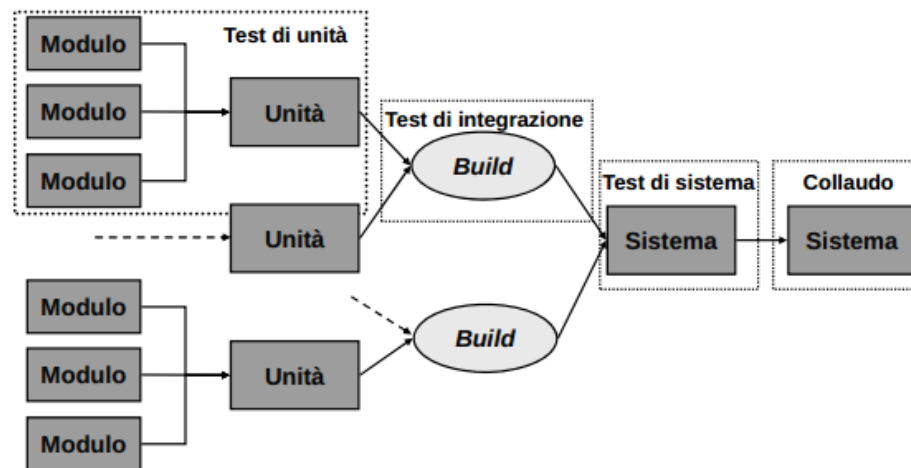 Modulo
Test di unità
Modulo
Unità
Modulo
Test di integrazione
Build
Unità
Test di sistema
Sistema
Collaudo
Sistema
Modulo
Build
Modulo
Unità
Modulo